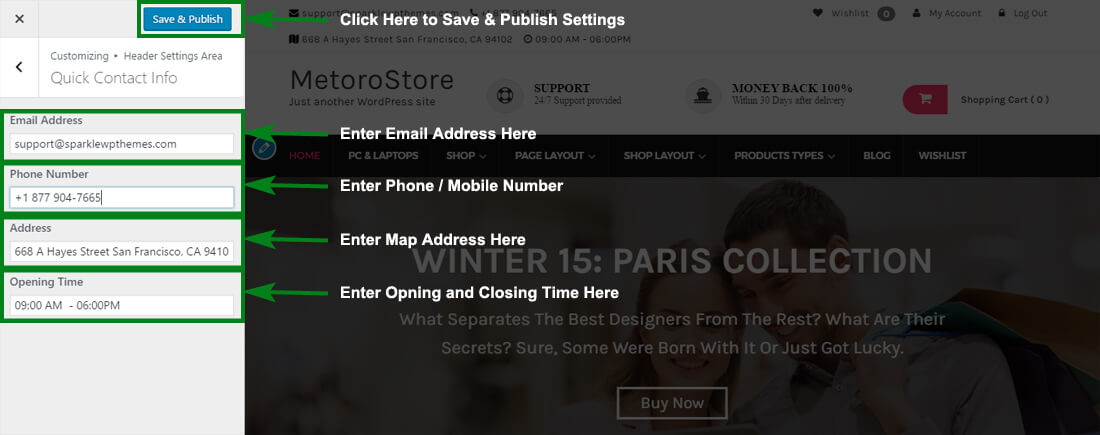 Save & Publish
Click Here to Save & Publish Settings
Customizing ▸ Header Settings Area
Quick Contact Info
Email Address
support@sparklewpthemes.com
Enter Email Address Here
Phone Number
+1 877 904-7665
Enter Phone / Mobile Number
Address
668 A Hayes Street San Francisco, CA 9410
Enter Map Address Here
Opening Time
09:00 AM - 06:00PM
Enter Opning and Closing Time Here
support@sparklewpthemes.com +1 877 904-7665
Wishlist 0 My Account Log Out
668 A Hayes Street San Francisco, CA 94102 09:00 AM - 06:00PM
MetoroStore
Just another WordPress site
SUPPORT
24/7 Support provided
MONEY BACK 100%
Within 30 Days after delivery
Shopping Cart ( 0 )
HOME PC & LAPTOPS SHOP PAGE LAYOUT SHOP LAYOUT PRODUCTS TYPES BLOG WISHLIST
WINTER 15: PARIS COLLECTION
What Separates The Best Designers From The Rest? What Are Their
Secrets? Sure, Some Were Born With It Or Just Got Lucky.
Buy Now